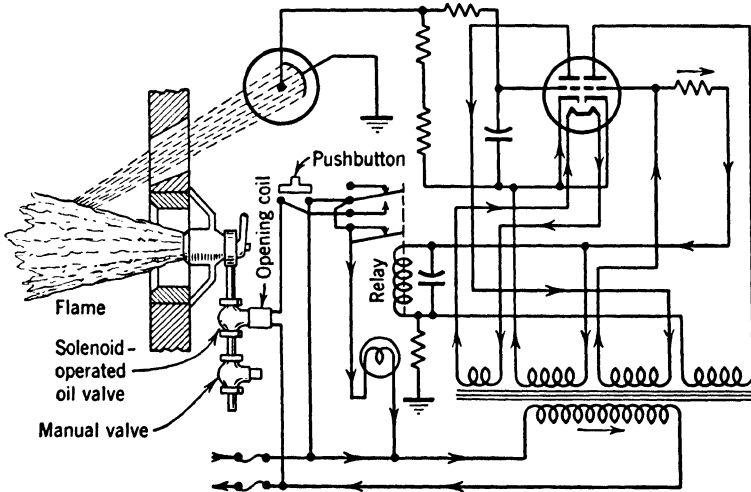 Pushbutton
Opening coil
Relay
Flame
Solenoid-
operated
oil valve
Manual valve